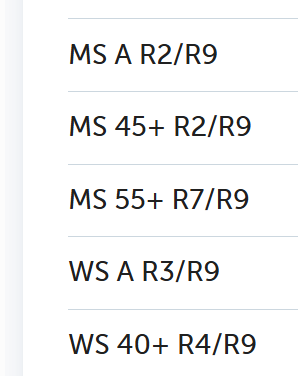 MS A R2/R9
MS 45+ R2/R9
MS 55+ R7/R9
WS A R3/R9
WS 40+ R4/R9